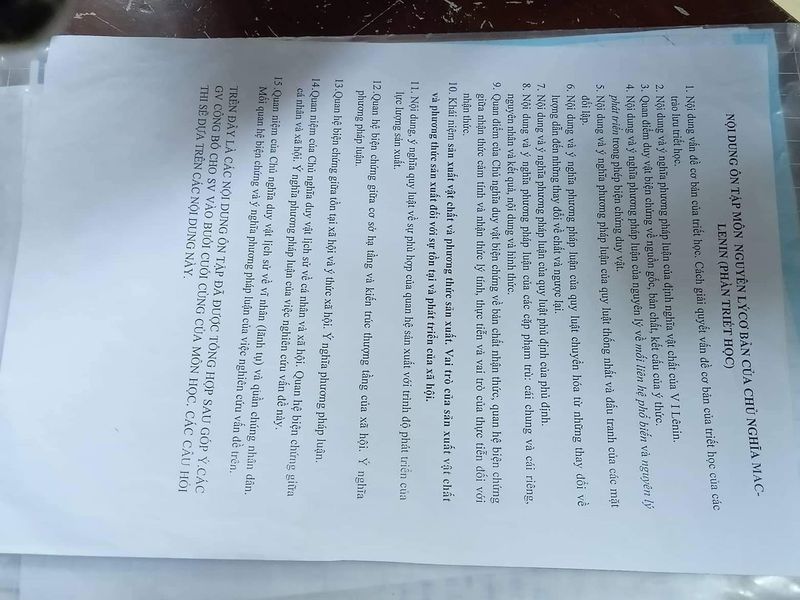 NỘI DUNG ÔN TẬP MÔN NGUYÊN LÝCƠ BẢN CỦA CHỦ NGHĨA MAC-
LENIN (PHẦN TRIẾT HỌC)
1. Nội dung vấn đề cơ bản của triết học. Cách giải quyết vấn đề cơ bản của triết học của các
trào lưu triết học.
2. Nội dung và ý nghĩa phương pháp luận của định nghĩa vật chất của V I Lênin.
3. Quan điểm duy vật biện chứng về nguồn gốc, bản chất, kết cấu của ý thức.
4. Nội dung và ý nghĩa phương pháp luận của nguyên lý về mối liên hệ phổ biến và nguyên lý
phát triển trong phép biện chứng duy vật.
5. Nội dung và ý nghĩa phương pháp luận của quy luật thống nhất và đấu tranh của các mặt
đối lập.
6. Nội dung và ý nghĩa phương pháp luận của quy luật chuyển hóa từ những thay đổi về
lượng dẫn đến những thay đổi về chất và ngược lại.
7. Nội dung và ý nghĩa phương pháp luận của quy luật phủ định của phủ định.
8. Nội dung và ý nghĩa phương pháp luận của các cặp phạm trù: cái chung và cái riêng,
nguyên nhân và kết quả, nội dung và hình thức.
9. Quan điểm của Chủ nghĩa duy vật biện chứng về bản chất nhận thức, quan hệ biện chứng
giữa nhận thức cảm tính và nhận thức lý tính, thực tiễn và vai trò của thực tiễn đối với
nhận thức.
10. Khái niệm sản xuất vật chất và phương thức sản xuất. Vai trò của sản xuất vật chất
và phương thức sản xuất đối với sự tồn tại và phát triển của xã hội.
11. Nội dung, ý nghĩa quy luật về sự phù hợp của quan hệ sản xuất với trình độ phát triển của
lực lượng sản xuất.
12. Quan hệ biện chứng giữa cơ sở hạ tầng và kiến trúc thượng tầng của xã hội. Ý nghĩa
phương pháp luận.
13.Quan hệ biện chứng giữa tồn tại xã hội và ý thức xã hội. Ý nghĩa phương pháp luận.
14.Quan niệm của Chủ nghĩa duy vật lịch sử về cá nhân và xã hội. Quan hệ biện chứng giữa
cá nhân và xã hội. Ý nghĩa phương pháp luận của việc nghiên cứu vấn đề này.
15.Quan niệm của Chủ nghĩa duy vật lịch sử về vĩ nhân (lãnh tụ) và quần chúng nhân dân.
Mối quan hệ biện chứng và ý nghĩa phương pháp luận của việc nghiên cứu vấn đề trên.
TRÊN ĐÂY LÀ CÁC NỘI DUNG ÔN TẬP ĐÃ ĐƯỢC TỔNG HỢP SAU GÓP Ý CÁC
GV CÔNG BỐ CHO SV VÀO BUỔI CUỐI CÙNG CỦA MÔN HỌC, CÁC CÂU HỎI
THI SẼ DỰA TRÊN CÁC NỘI DUNG NÀY.